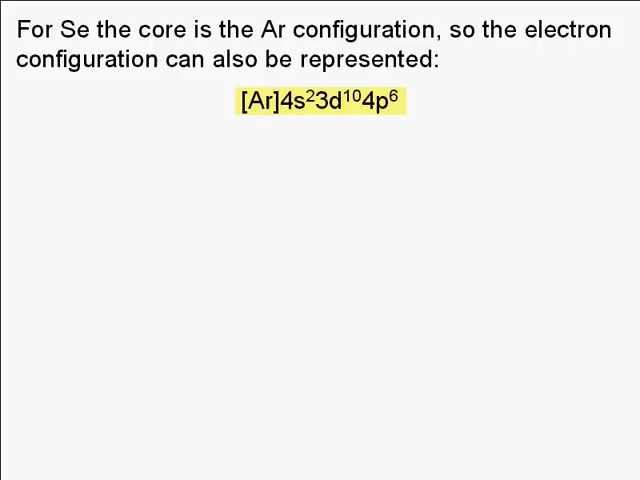 For Se the core is the Ar configuration, so the electron
configuration can also be represented:
[Ar]4s²3d¹⁰4p⁶